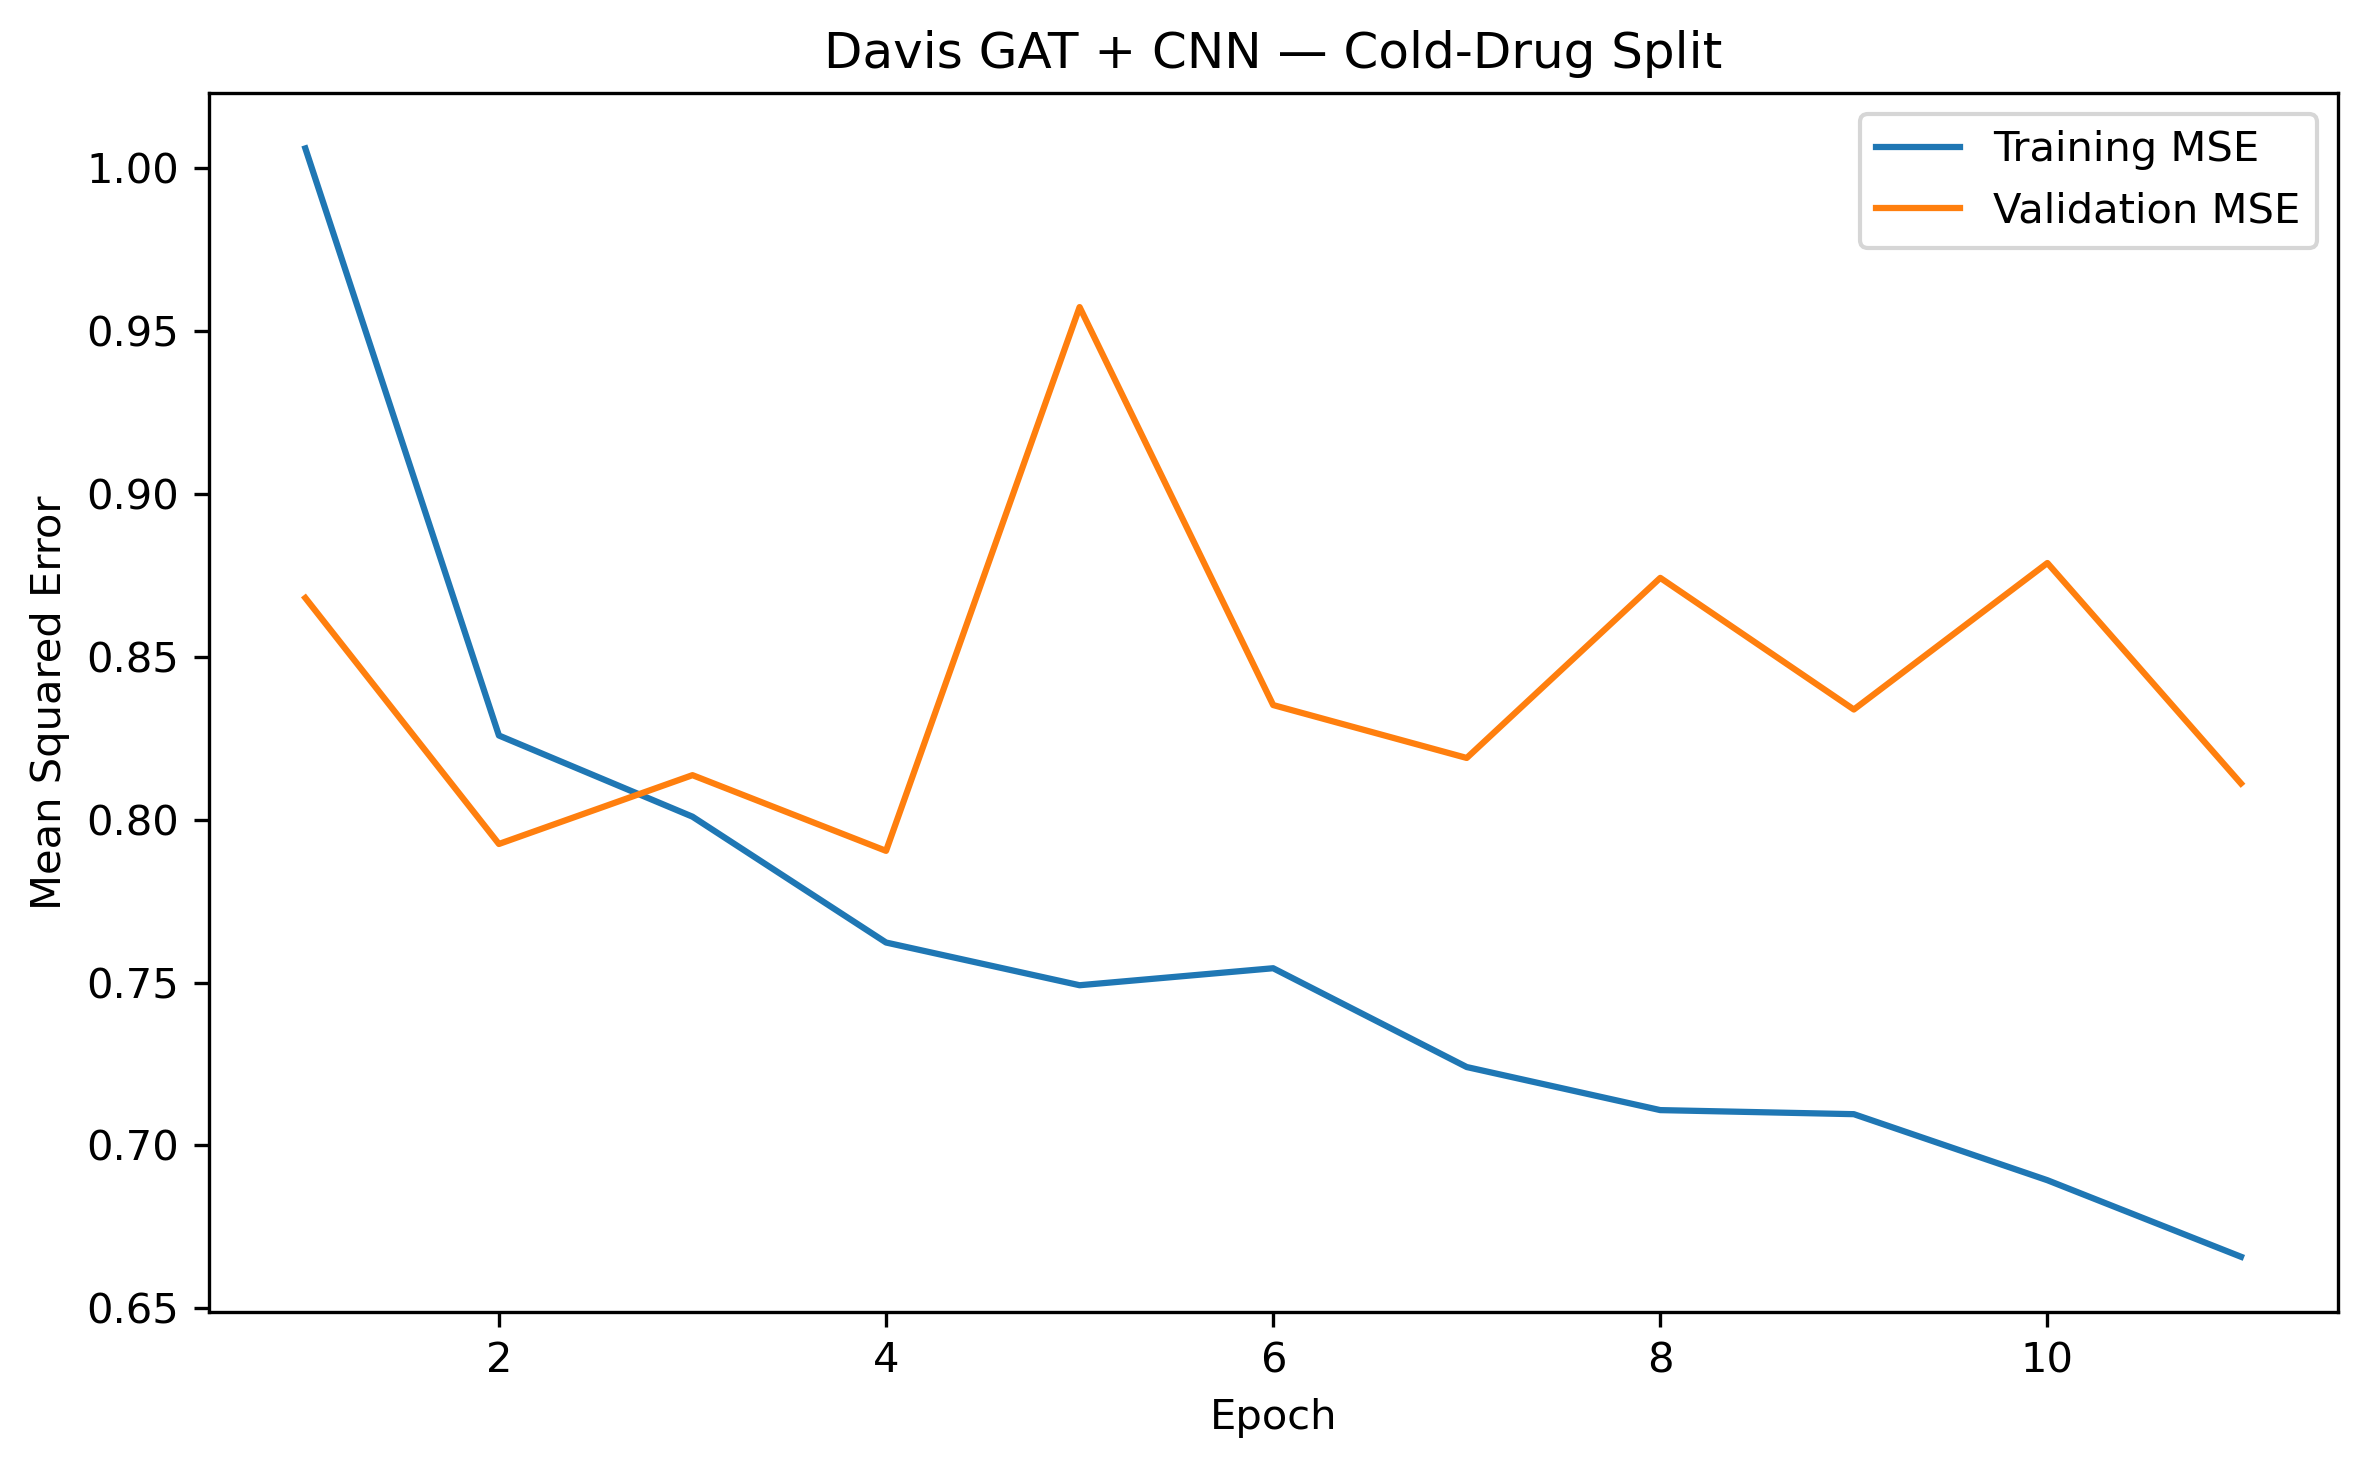 Davis GAT + CNN — Cold-Drug Split
Training MSE
Validation MSE
Mean Squared Error
1.00
0.95
0.90
0.85
0.80
0.75
0.70
0.65
2
4
6
8
10
Epoch